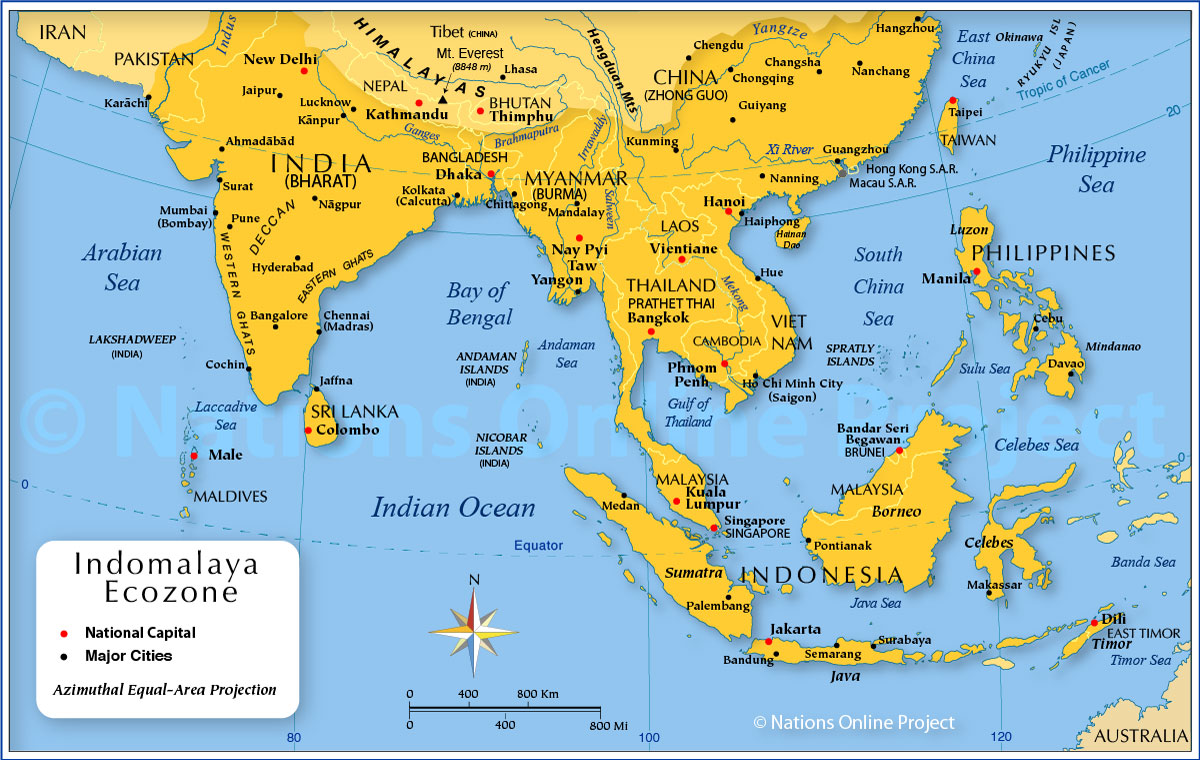 IRAN
PAKISTAN
Indus
HIMALAYAS
Tibet (CHINA)
Mt. Everest
(8848 m)
Lhasa
Hengduan Mts.
Chengdu
Yangtze
Hangzhou
East
China
Sea
Okinawa
RYUKYU ISL
(JAPAN)
Tropic of Cancer
20
New Delhi
Jaipur
Lucknow
Kānpur
NEPAL
Kathmandu
BHUTAN
Thimphu
CHINA
(ZHONG GUO)
Chongqing
Changsha
Nanchang
Guiyang
Karāchi
Ganges
Brahmaputra
Irrawaddy
Kunming
Xi River
Guangzhou
Hong Kong S.A.R.
Macau S.A.R.
Taipei
TAIWAN
Philippine
Sea
Ahmadābād
INDIA
(BHARAT)
BANGLADESH
Dhaka
Surat
Kolkata
(Calcutta)
Chittagong
MYANMAR
(BURMA)
Mandalay
Salween
Nanning
Hanoi
Haiphong
Hainan
Dao
Mumbai
(Bombay)
Pune
Nāgpur
DECCAN
Hyderabad
WESTERN GHATS
EASTERN GHATS
Arabian
Sea
Nay Pyi
Taw
Yangon
LAOS
Vientiane
Hue
South
China
Sea
Luzon
PHILIPPINES
Manila
Bay of
Bengal
THAILAND
PRATHET THAI
Bangkok
Mekong
VIET
NAM
CAMBODIA
Phnom
Penh
Ho Chi Minh City
(Saigon)
SPRATLY
ISLANDS
Sulu Sea
Cebu
Mindanao
Davao
Bangalore
Chennai
(Madras)
LAKSHADWEEP
(INDIA)
Cochin
ANDAMAN
ISLANDS
(INDIA)
Andaman
Sea
Gulf of
Thailand
Jaffna
SRI LANKA
Colombo
Laccadive
Sea
Male
MALDIVES
© Nations Online Project
NICOBAR
ISLANDS
(INDIA)
Bandar Seri
Begawan
BRUNEI
Celebes Sea
0
0
Indian Ocean
Equator
Medan
MALAYSIA
Kuala
Lumpur
Singapore
SINGAPORE
MALAYSIA
Borneo
Pontianak
Celebes
Makassar
Banda Sea
Sumatra
Palembang
INDONESIA
Java Sea
Jakarta
Bandung
Semarang
Surabaya
Java
Dili
EAST TIMOR
Timor
Timor Sea
AUSTRALIA
Indomalaya
Ecozone
National Capital
Major Cities
Azimuthal Equal-Area Projection
N
0 400 800 Km
0 400 800 Mi
© Nations Online Project
80
100
120